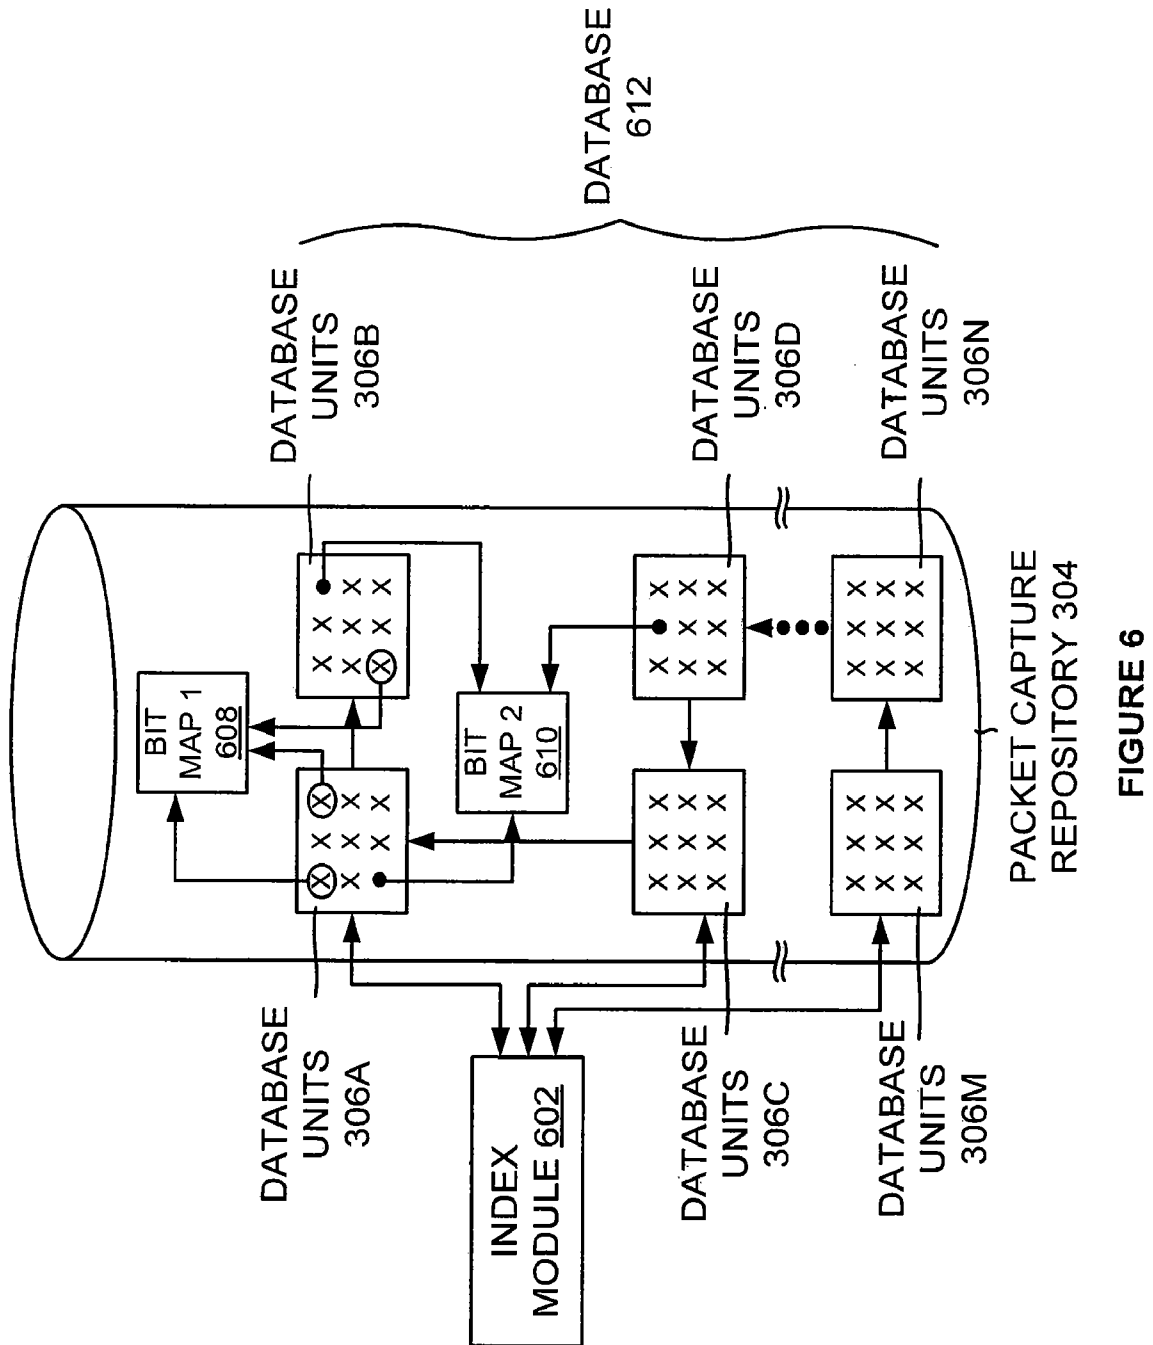 DATABASE
612
DATABASE
UNITS
306B
DATABASE
UNITS
306D
DATABASE
UNITS
306N
BIT
MAP 1
608
X X
X X X
X X X
BIT
MAP 2
610
X X
X X X
X X X
X X X
X X X
X X X
X X X
X X X
X X
X X X
X X X
X X X
X X X
X X X
X X X
DATABASE
UNITS
306A
DATABASE
UNITS
306C
DATABASE
UNITS
306M
INDEX
MODULE 602
PACKET CAPTURE
REPOSITORY 304
FIGURE 6